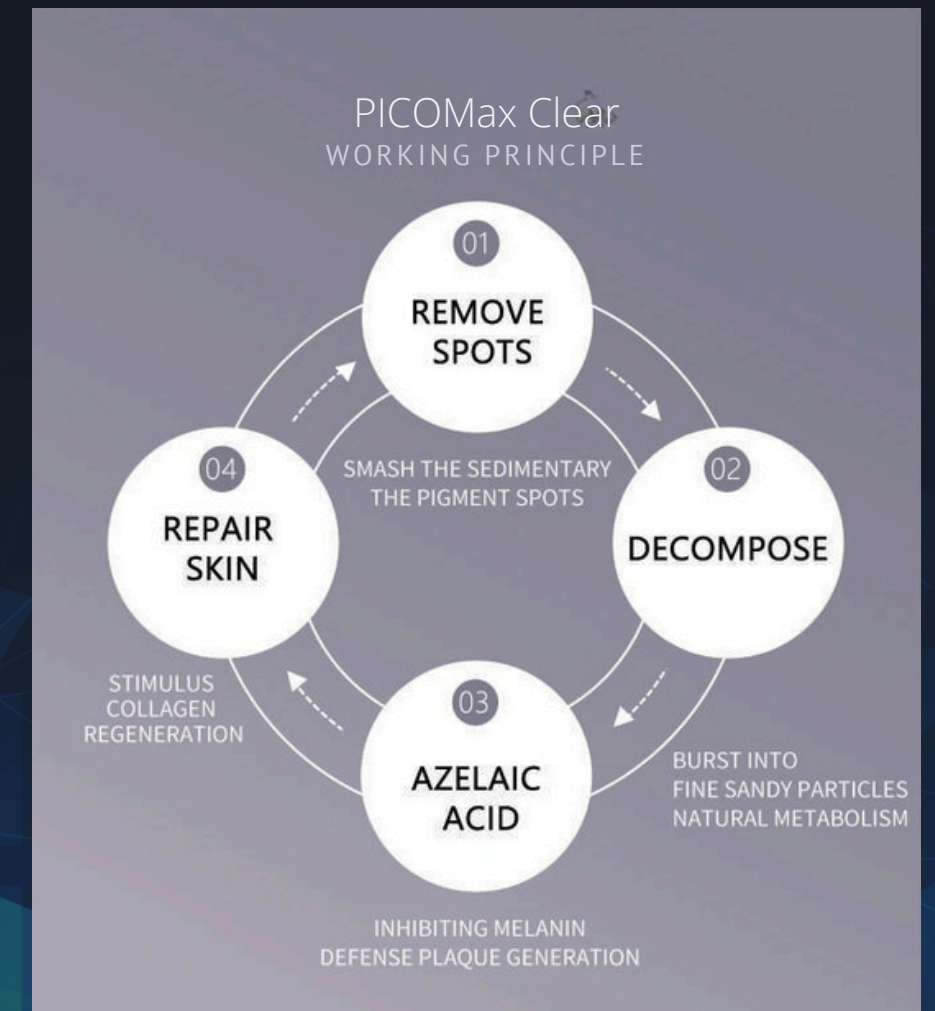 PICOMax Clear
WORKING PRINCIPLE
01
REMOVE
SPOTS
SMASH THE SEDIMENTARY
THE PIGMENT SPOTS
02
DECOMPOSE
BURST INTO
FINE SANDY PARTICLES
NATURAL METABOLISM
03
AZELAIC
ACID
INHIBITING MELANIN
DEFENSE PLAQUE GENERATION
04
REPAIR
SKIN
STIMULUS
COLLAGEN
REGENERATION